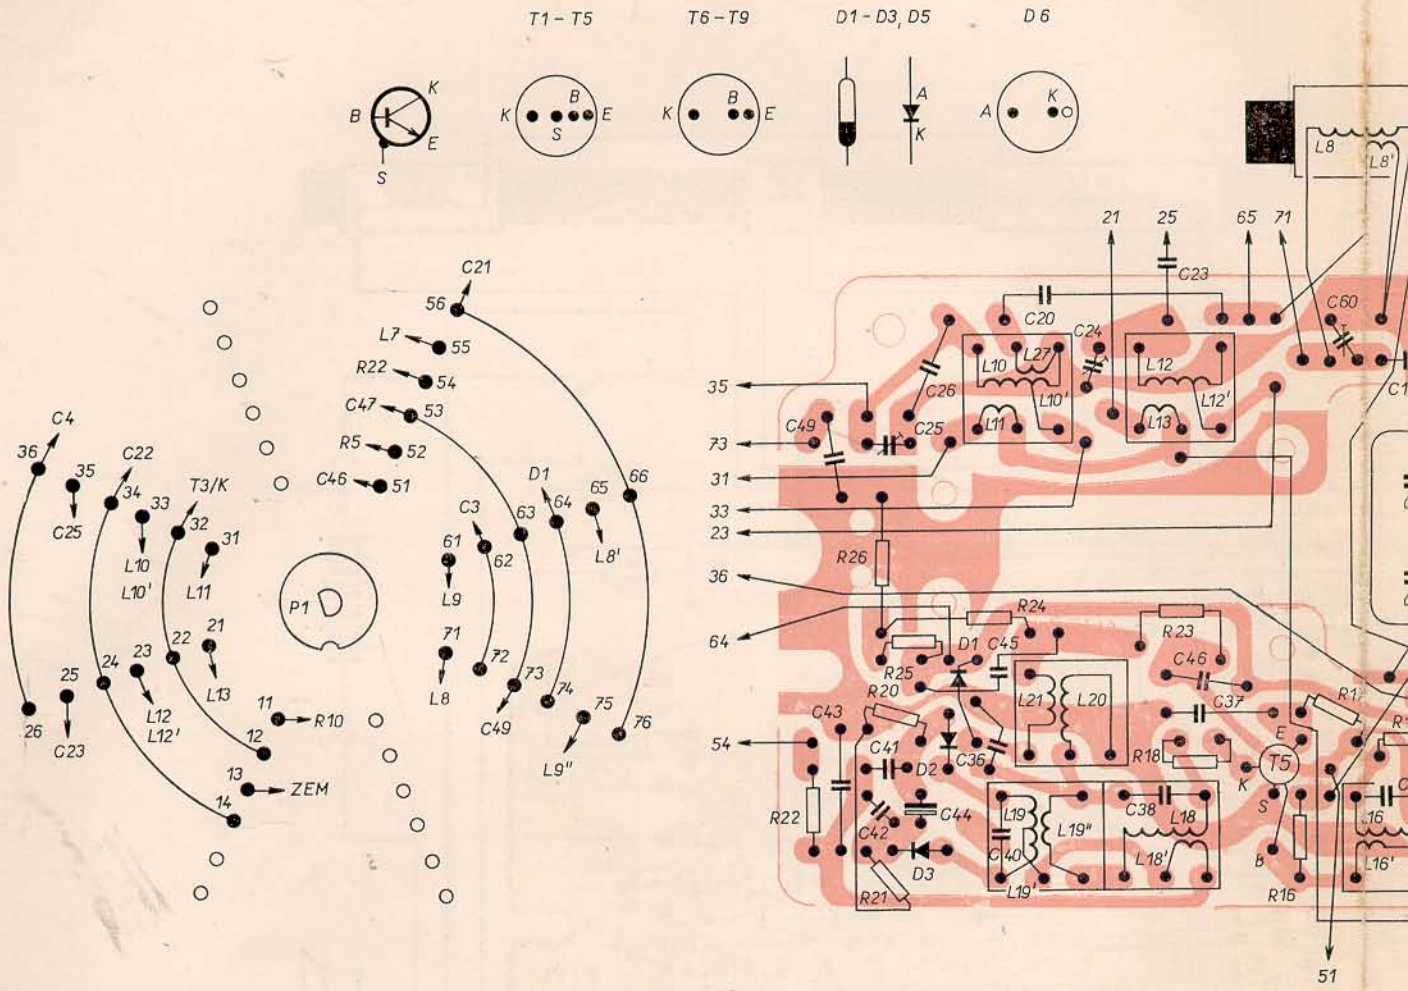 T1-T5 T6-T9 D1-D3, D5 D6
K
B
E
S
K B E
S
K B E
A
K
A K
L8
L8'
21 25 65 71
C23
C21
56
L7
55
R22
54
C47
53
R5
52
C46
51
C4
36
35
C25
C22
34
33
L10
L10'
T3/K
32
31
L11
D1
64
65
L8'
66
63
C3
62
61
L9
P1
71
L8
72
73
C49
74
75
L9"
76
22
21
L13
24
23
L12
L12'
25
C23
26
11
R10
12
13
ZEM
14
C20
C24
C60
35
C26
L10
L27
L10'
L12
L12'
C1
73
C49
C25
L11
L13
31
33
23
R26
36
R24
R23
64
R25
D1
C45
C46
R20
L21
L20
C37
R1
C43
E
54
C41
D2
C36
R18
K
T5
S
R22
C42
C44
L19
L19"
C38
L18
L16
C40
D3
L18'
B
L16'
R21
L19'
R16
51